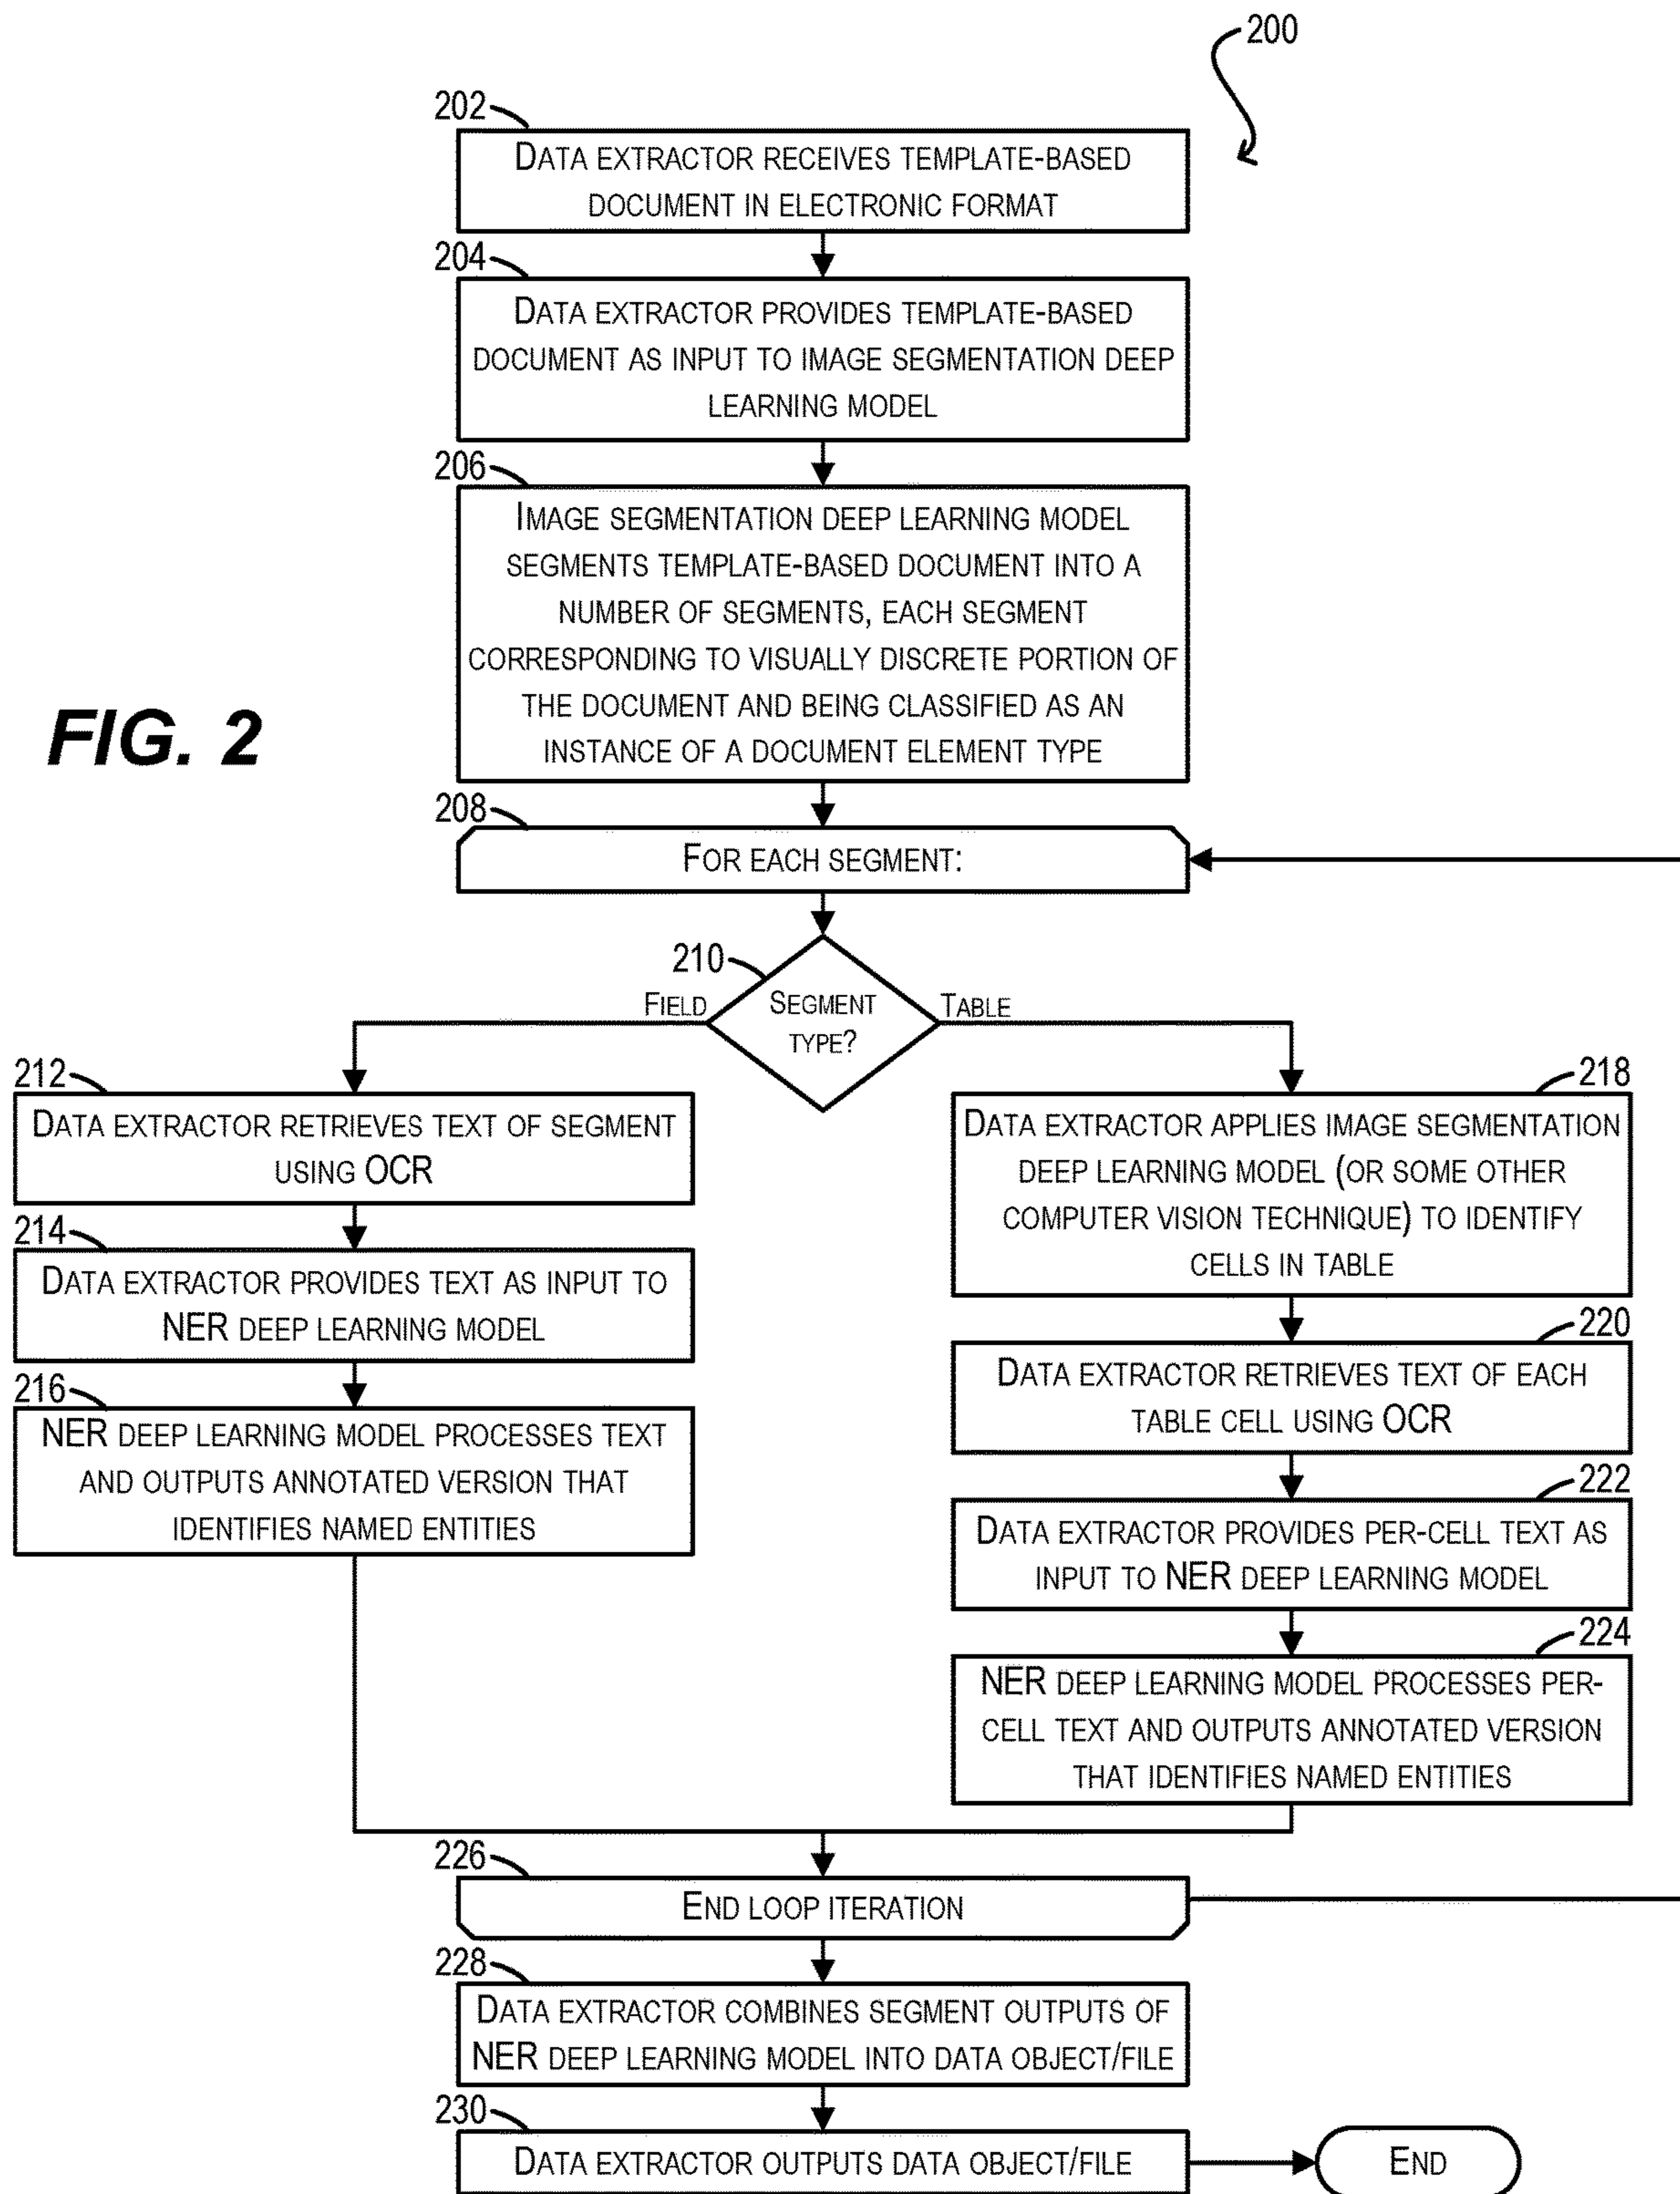 200
202
DATA EXTRACTOR RECEIVES TEMPLATE-BASED
DOCUMENT IN ELECTRONIC FORMAT
204
DATA EXTRACTOR PROVIDES TEMPLATE-BASED
DOCUMENT AS INPUT TO IMAGE SEGMENTATION DEEP
LEARNING MODEL
206
IMAGE SEGMENTATION DEEP LEARNING MODEL
SEGMENTS TEMPLATE-BASED DOCUMENT INTO A
NUMBER OF SEGMENTS, EACH SEGMENT
CORRESPONDING TO VISUALLY DISCRETE PORTION OF
THE DOCUMENT AND BEING CLASSIFIED AS AN
INSTANCE OF A DOCUMENT ELEMENT TYPE
FIG. 2
208
FOR EACH SEGMENT:
210
SEGMENT
TYPE?
FIELD
TABLE
212
DATA EXTRACTOR RETRIEVES TEXT OF SEGMENT
USING OCR
214
DATA EXTRACTOR PROVIDES TEXT AS INPUT TO
NER DEEP LEARNING MODEL
216
NER DEEP LEARNING MODEL PROCESSES TEXT
AND OUTPUTS ANNOTATED VERSION THAT
IDENTIFIES NAMED ENTITIES
218
DATA EXTRACTOR APPLIES IMAGE SEGMENTATION
DEEP LEARNING MODEL (OR SOME OTHER
COMPUTER VISION TECHNIQUE) TO IDENTIFY
CELLS IN TABLE
220
DATA EXTRACTOR RETRIEVES TEXT OF EACH
TABLE CELL USING OCR
222
DATA EXTRACTOR PROVIDES PER-CELL TEXT AS
INPUT TO NER DEEP LEARNING MODEL
224
NER DEEP LEARNING MODEL PROCESSES PER-
CELL TEXT AND OUTPUTS ANNOTATED VERSION
THAT IDENTIFIES NAMED ENTITIES
226
END LOOP ITERATION
228
DATA EXTRACTOR COMBINES SEGMENT OUTPUTS OF
NER DEEP LEARNING MODEL INTO DATA OBJECT/FILE
230
DATA EXTRACTOR OUTPUTS DATA OBJECT/FILE
END